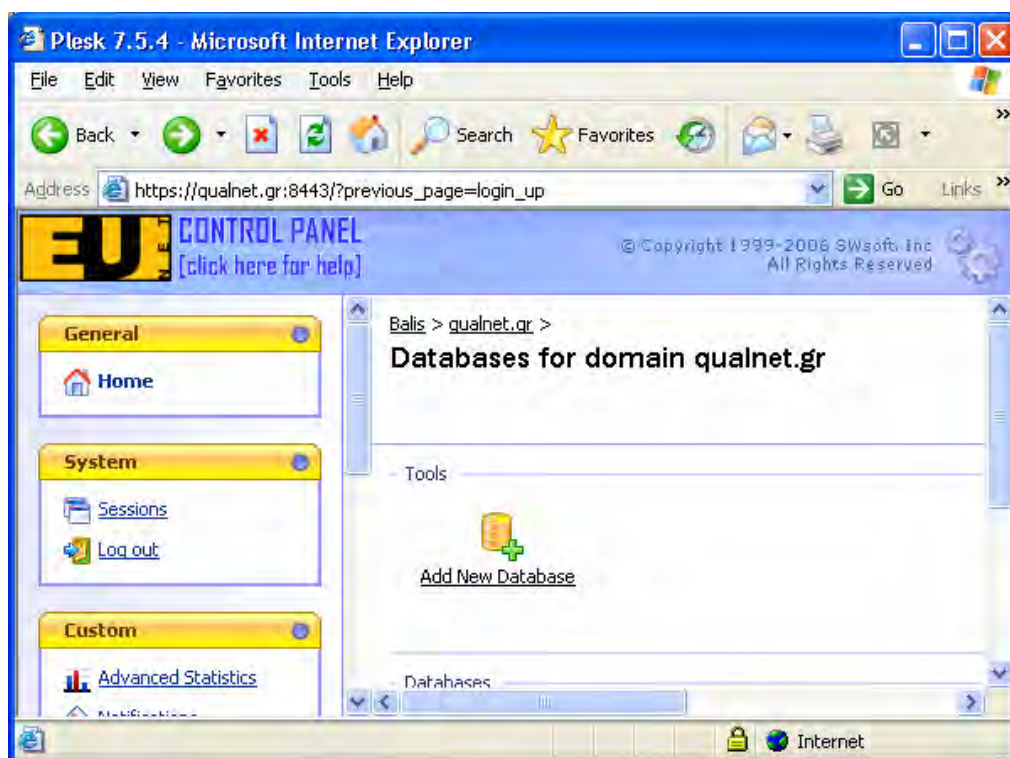 Plesk 7.5.4 - Microsoft Internet Explorer
File Edit View Favorites Tools Help
Back Search Favorites
Address https://qualnet.gr:8443/?previous_page=login_up Go Links
EU NET CONTROL PANEL
[click here for help]
© Copyright 1999-2006 SWsoft, Inc
All Rights Reserved
General
Home
System
Sessions
Log out
Custom
Advanced Statistics
Notifications
Balis > qualnet.gr >
Databases for domain qualnet.gr
Tools
Add New Database
Databases
Internet